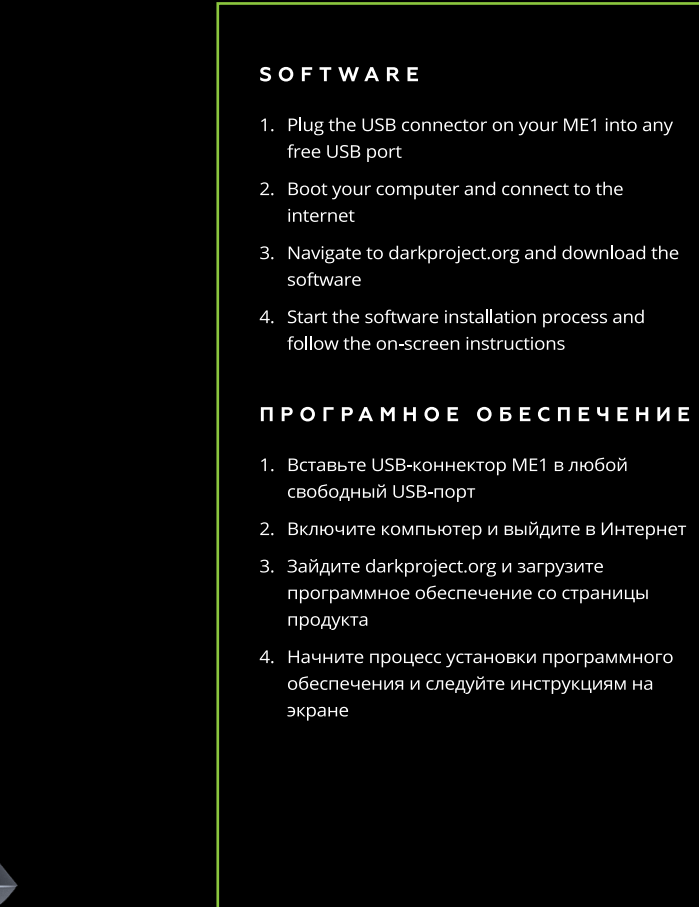 SOFTWARE
1. Plug the USB connector on your ME1 into any
free USB port
2. Boot your computer and connect to the
internet
3. Navigate to darkproject.org and download the
software
4. Start the software installation process and
follow the on-screen instructions
ПРОГРАМНОЕ ОБЕСПЕЧЕНИЕ
1. Вставьте USB-коннектор ME1 в любой
свободный USB-порт
2. Включите компьютер и выйдите в Интернет
3. Зайдите darkproject.org и загрузите
программное обеспечение со страницы
продукта
4. Начните процесс установки программного
обеспечения и следуйте инструкциям на
экране